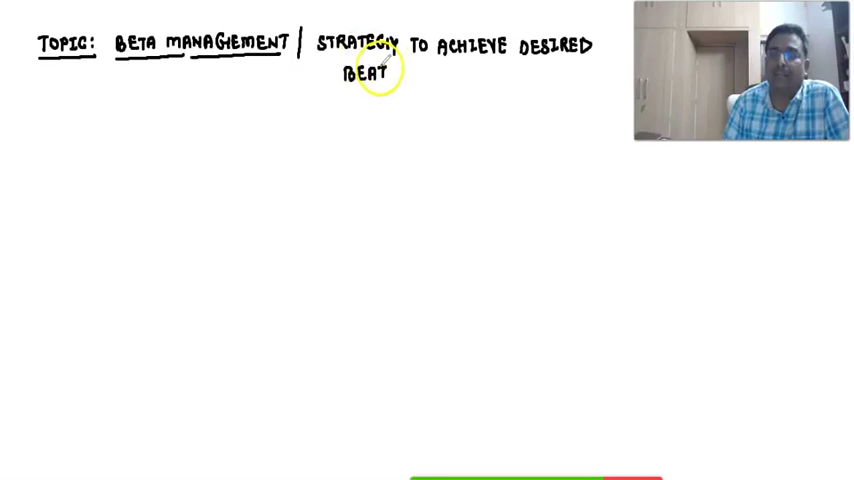 TOPIC: BETA MANAGEMENT / STRATEGY TO ACHIEVE DESIRED
BEAT